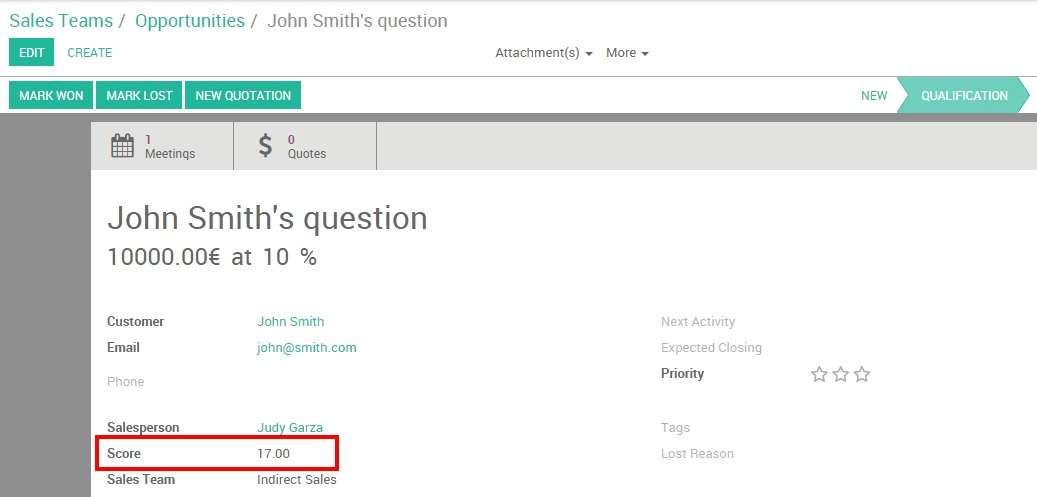 Sales Teams / Opportunities / John Smith's question
EDIT CREATE Attachment(s) More
MARK WON MARK LOST NEW QUOTATION NEW QUALIFICATION
1 Meetings $ 0 Quotes
John Smith's question
10000.00€ at 10 %
Customer John Smith Next Activity
Email john@smith.com Expected Closing
Priority
Phone
Salesperson Judy Garza Tags
Score 17.00 Lost Reason
Sales Team Indirect Sales